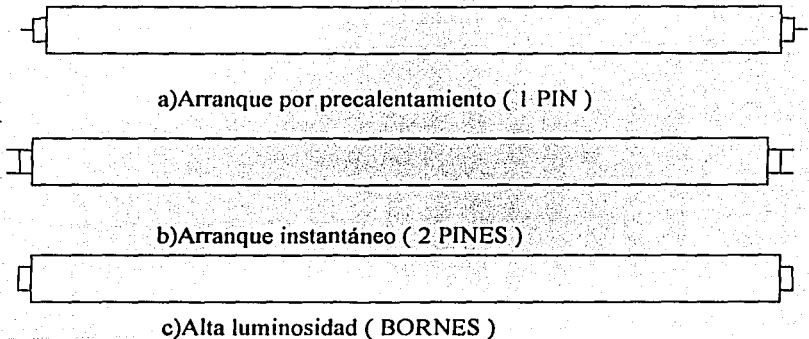 a)Arranque por precalentamiento ( 1 PIN )
b)Arranque instantáneo ( 2 PINES )
c)Alta luminosidad ( BORNES )